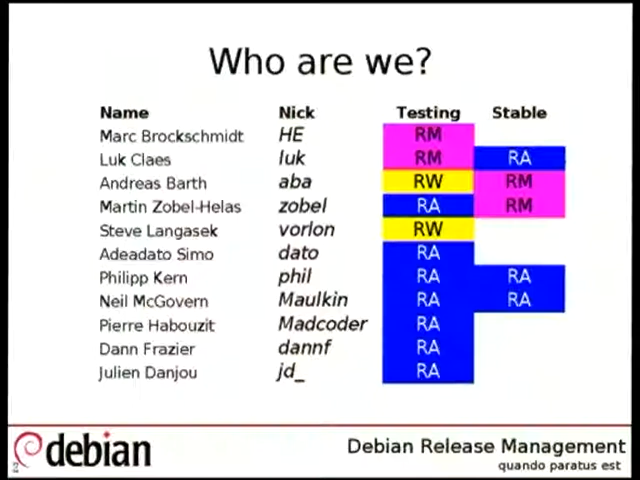 Who are we?
Name Nick Testing Stable
Marc Brockschmidt HE RM
Luk Claes luk RM RA
Andreas Barth aba RW RM
Martin Zobel-Helas zobel RA RM
Steve Langasek vorlon RW
Adeadato Simo dato RA
Philipp Kern phil RA RA
Neil McGovern Maulkin RA RA
Pierre Habouzit Madcoder RA
Dann Frazier dannf RA
Julien Danjou jd_ RA
debian Debian Release Management
2 quando paratus est